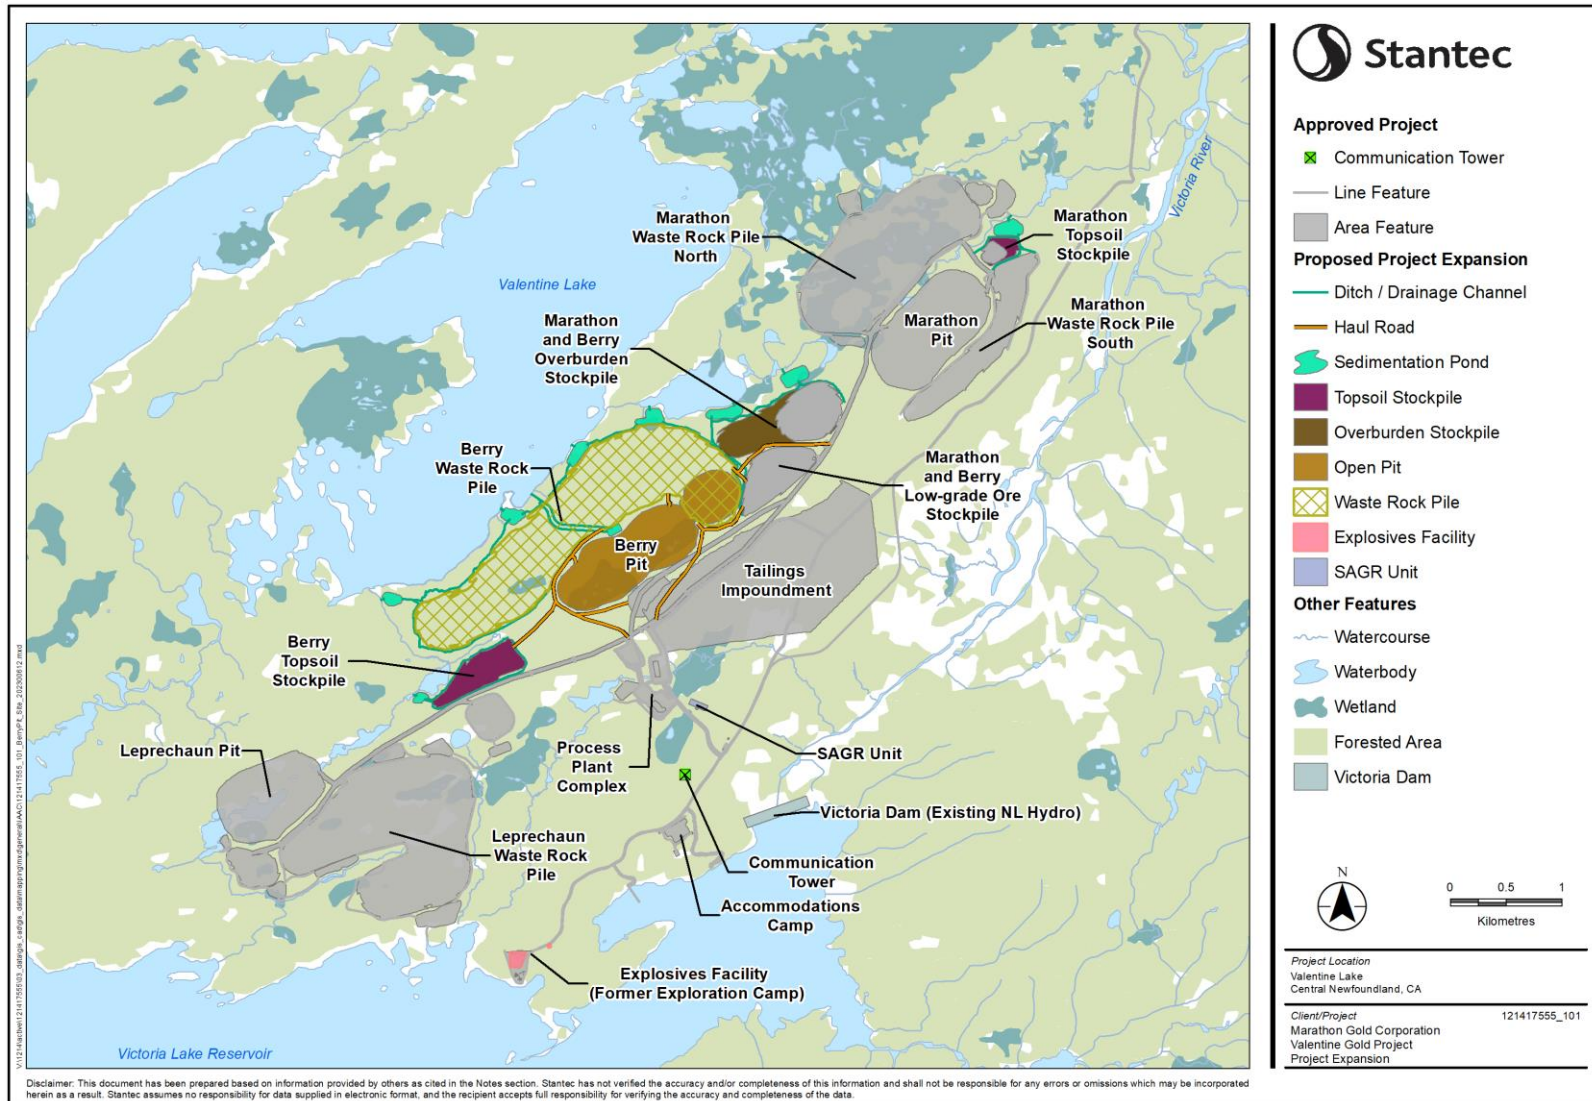 Stantec
Approved Project
Communication Tower
Line Feature
Area Feature
Proposed Project Expansion
Ditch / Drainage Channel
Haul Road
Sedimentation Pond
Topsoil Stockpile
Overburden Stockpile
Open Pit
Waste Rock Pile
Explosives Facility
SAGR Unit
Other Features
Watercourse
Waterbody
Wetland
Forested Area
Victoria Dam
N
0 0.5 1
Kilometres
Project Location
Valentine Lake
Central Newfoundland, CA
Client/Project 121417555_101
Marathon Gold Corporation
Valentine Gold Project
Project Expansion
Victoria River
Marathon
Waste Rock Pile
North
Marathon
Topsoil
Stockpile
Valentine Lake
Marathon
and Berry
Overburden
Stockpile
Marathon
Pit
Marathon
Waste Rock Pile
South
Berry
Waste Rock
Pile
Marathon
and Berry
Low-grade Ore
Stockpile
Berry
Pit
Tailings
Impoundment
Berry
Topsoil
Stockpile
Leprechaun Pit
Process
Plant
Complex
SAGR Unit
Victoria Dam (Existing NL Hydro)
Leprechaun
Waste Rock
Pile
Communication
Tower
Accommodations
Camp
Explosives Facility
(Former Exploration Camp)
Victoria Lake Reservoir
Disclaimer: This document has been prepared based on information provided by others as cited in the Notes section. Stantec has not verified the accuracy and/or completeness of this information and shall not be responsible for any errors or omissions which may be incorporated
herein as a result. Stantec assumes no responsibility for data supplied in electronic format, and the recipient accepts full responsibility for verifying the accuracy and completeness of the data.